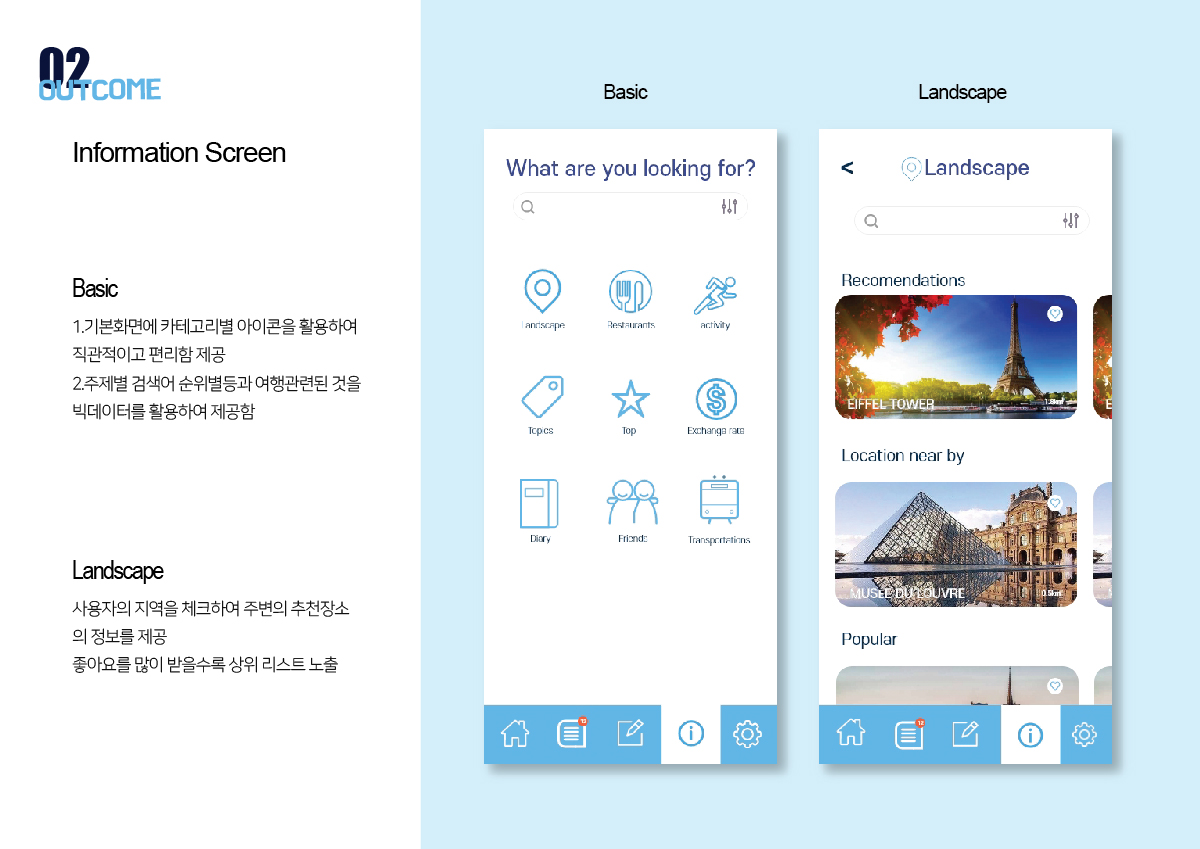 02
OUTCOME
Information Screen
Basic
1.기본화면에 카테고리별 아이콘을 활용하여
직관적이고 편리함 제공
2.주제별 검색어 순위별등과 여행관련된 것을
빅데이터를 활용하여 제공함
Landscape
사용자의 지역을 체크하여 주변의 추천장소
의 정보를 제공
좋아요를 많이 받을수록 상위 리스트 노출
Basic
What are you looking for?
Landscape
Restaurants
activity
Topics
Top
Exchange rate
Diary
Friends
Transportations
Landscape
<
Landscape
Recomendations
EIFFEL TOWER
1.8km
Location near by
MUSEE DU LOUVRE
0.5km
Popular